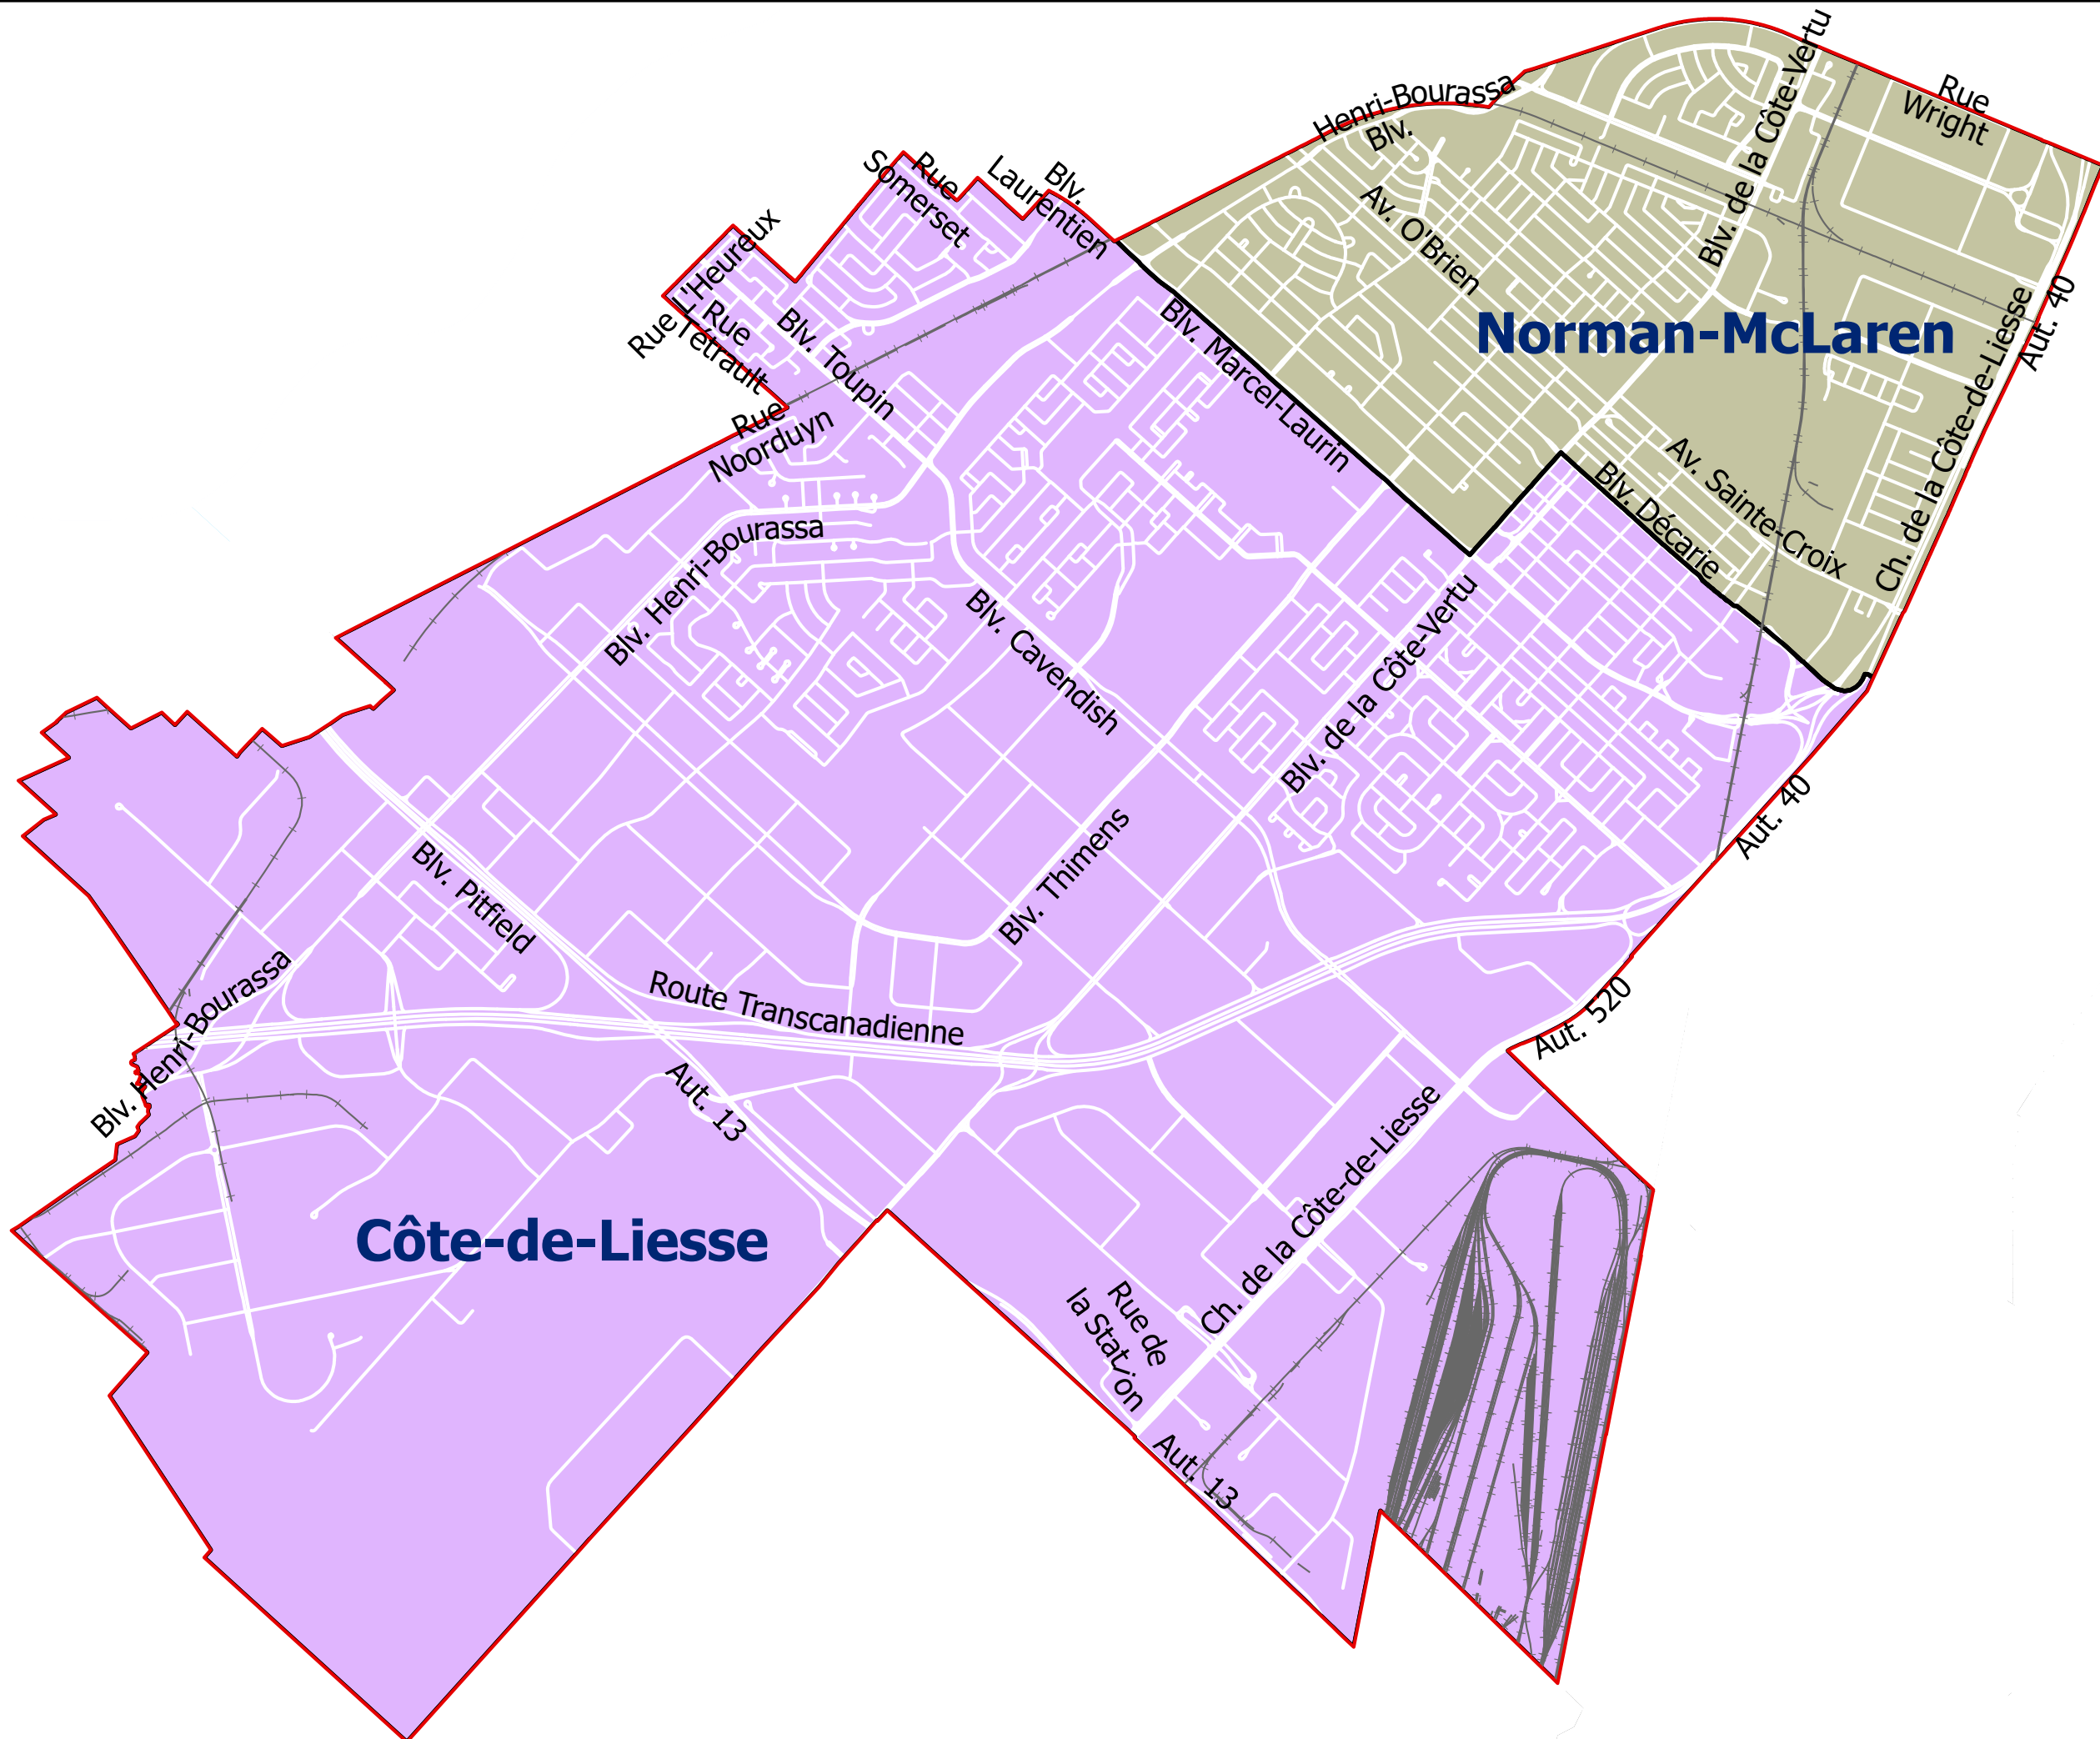 Blv. de la Côte-Vertu
Rue
Wright
Henri-Bourassa
Blv.
Av. O'Brien
Norman-McLaren
Aut. 40
Ch. de la Côte-de-Liesse
Rue
Somerset
Blv.
Laurentien
Rue L'Heureux
Rue
Tétrault
Blv. Toupin
Rue
Noorduyn
Blv. Marcel-Laurin
Av. Sainte-Croix
Blv. Décarie
Blv. Henri-Bourassa
Blv. Cavendish
Blv. de la Côte-Vertu
Aut. 40
Blv. Thimens
Blv. Pitfield
Blv. Henri-Bourassa
Route Transcanadienne
Aut. 520
Aut. 13
Côte-de-Liesse
Ch. de la Côte-de-Liesse
Rue de
la Station
Aut. 13